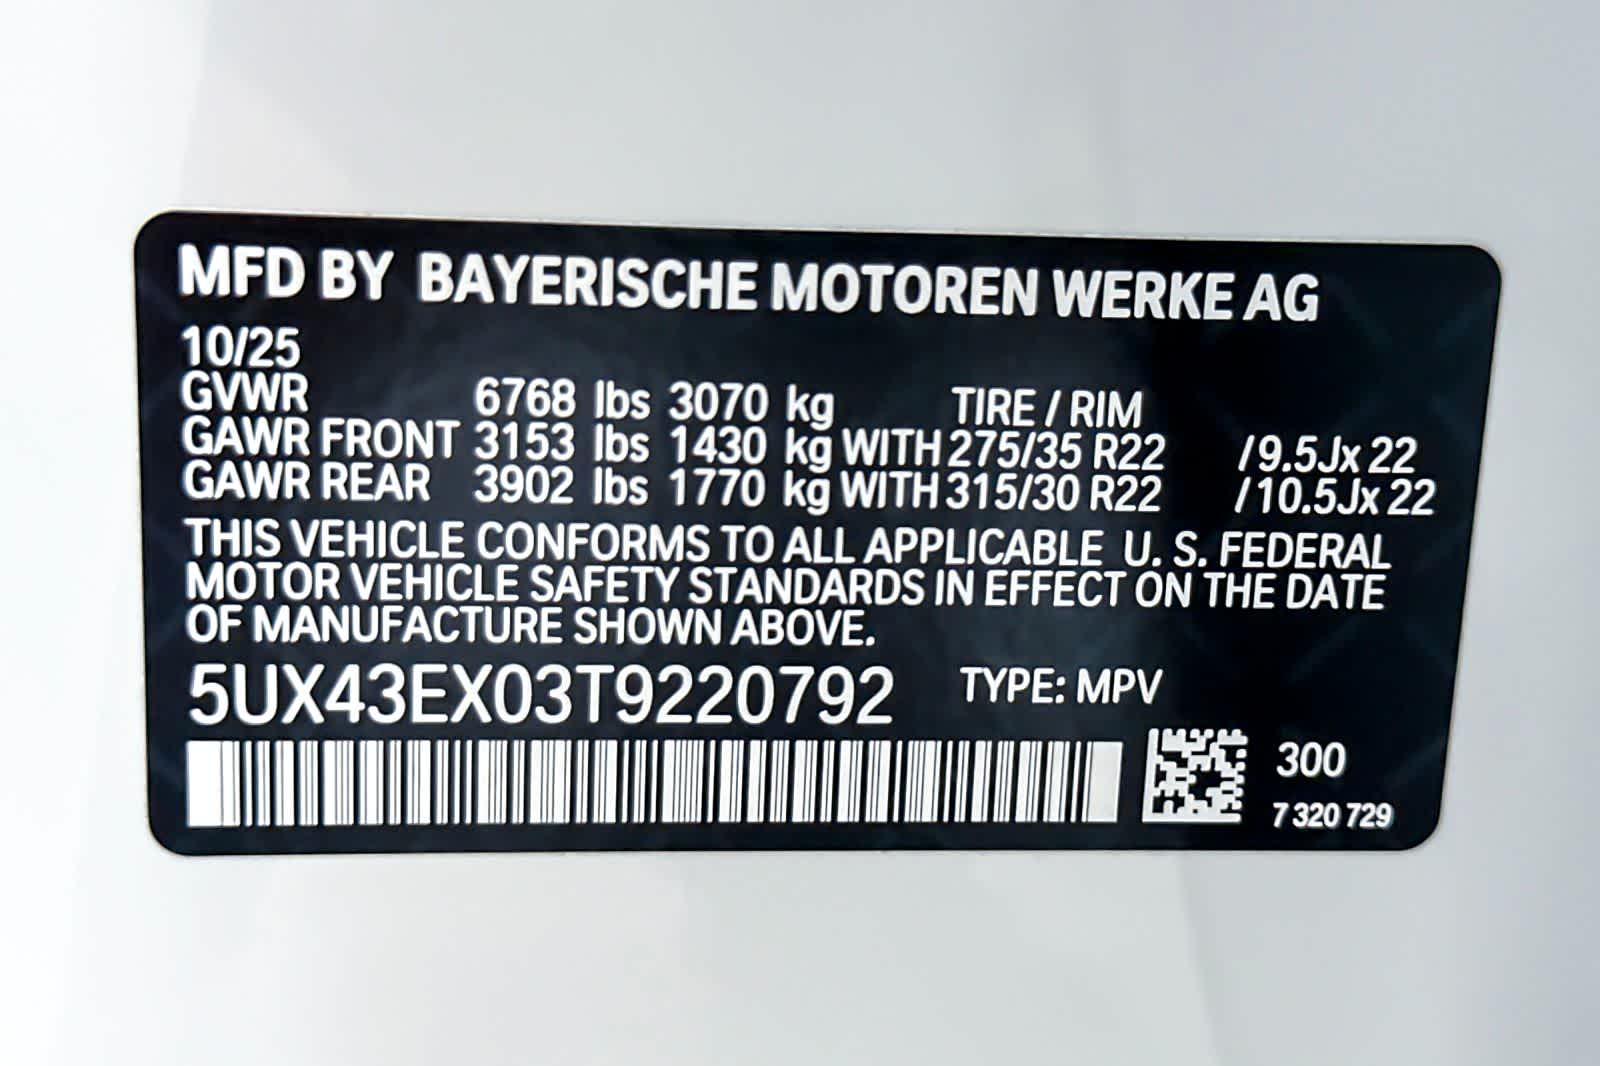 MFD BY BAYERISCHE MOTOREN WERKE AG
10/25
GVWR 6768 lbs 3070 kg TIRE / RIM
GAWR FRONT 3153 lbs 1430 kg WITH 275/35 R22 /9.5Jx 22
GAWR REAR 3902 lbs 1770 kg WITH 315/30 R22 /10.5Jx 22
THIS VEHICLE CONFORMS TO ALL APPLICABLE U. S. FEDERAL
MOTOR VEHICLE SAFETY STANDARDS IN EFFECT ON THE DATE
OF MANUFACTURE SHOWN ABOVE.
5UX43EX03T9220792 TYPE: MPV
300
7 320 729